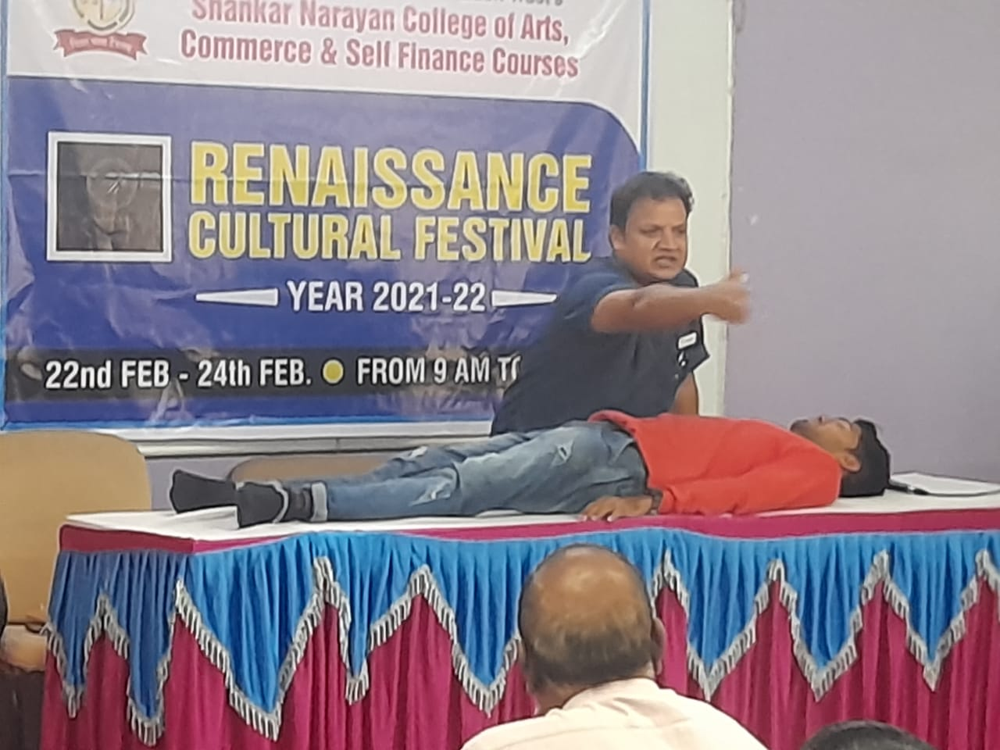 Shankar Narayan College of Arts,
Commerce & Self Finance Courses
RENAISSANCE
CULTURAL FESTIVAL
YEAR 2021-22
22nd FEB - 24th FEB. FROM 9 AM TO